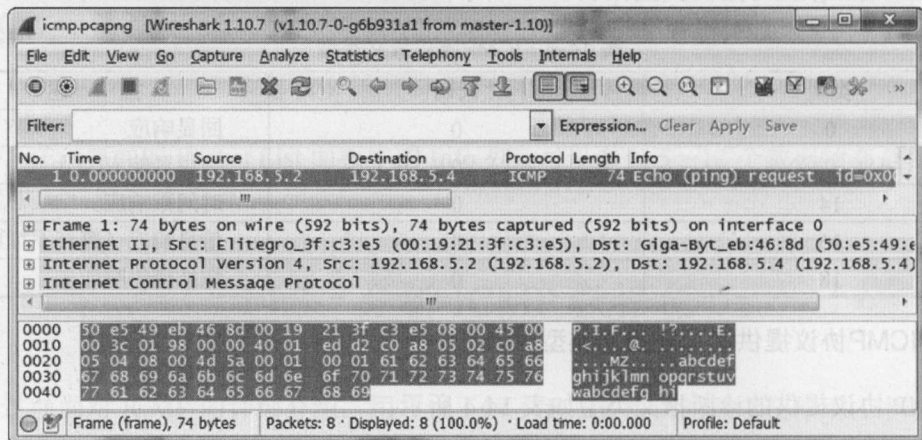 icmp.pcapng [Wireshark 1.10.7 (v1.10.7-0-g6b931a1 from master-1.10)]
File Edit View Go Capture Analyze Statistics Telephony Tools Internals Help
Filter: Expression... Clear Apply Save
No. Time Source Destination Protocol Length Info
1 0.000000000 192.168.5.2 192.168.5.4 ICMP 74 Echo (ping) request id=0x00
Frame 1: 74 bytes on wire (592 bits), 74 bytes captured (592 bits) on interface 0
Ethernet II, Src: Elitegro_3f:c3:e5 (00:19:21:3f:c3:e5), Dst: Giga-Byt_eb:46:8d (50:e5:49:e
Internet Protocol Version 4, Src: 192.168.5.2 (192.168.5.2), Dst: 192.168.5.4 (192.168.5.4)
Internet Control Message Protocol
0000 50 e5 49 eb 46 8d 00 19 21 3f c3 e5 08 00 45 00 P.I.F... !?....E.
0010 00 3c 01 98 00 00 40 01 ed d2 c0 a8 05 02 c0 a8 .<....@. ........
0020 05 04 08 00 4d 5a 00 01 00 01 61 62 63 64 65 66 ....MZ.. ..abcdef
0030 67 68 69 6a 6b 6c 6d 6e 6f 70 71 72 73 74 75 76 ghijklmn opqrstuv
0040 77 61 62 63 64 65 66 67 68 69 wabcdefg hi
Frame (frame), 74 bytes Packets: 8 · Displayed: 8 (100.0%) · Load time: 0:00.000 Profile: Default